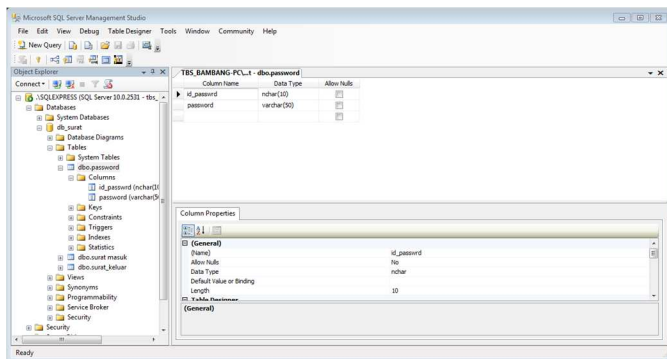 Microsoft SQL Server Management Studio
File Edit View Debug Table Designer Tools Window Community Help
New Query
Object Explorer
Connect
.\SQLEXPRESS (SQL Server 10.0.2531 - tbs_
Databases
System Databases
db_surat
Database Diagrams
Tables
System Tables
dbo.password
Columns
id_passwrd (nchar(10
password (varchar(5
Keys
Constraints
Triggers
Indexes
Statistics
dbo.surat masuk
dbo.surat_keluar
Views
Synonyms
Programmability
Service Broker
Security
Security
TBS_BAMBANG-PC\...t - dbo.password
Column Name Data Type Allow Nulls
id_passwrd nchar(10)
password varchar(50)
Column Properties
(General)
(Name) id_passwrd
Allow Nulls No
Data Type nchar
Default Value or Binding
Length 10
Table Designer
(General)
Ready